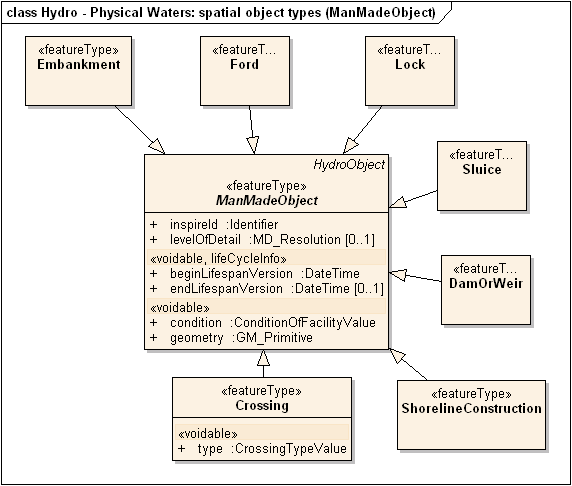 class Hydro - Physical Waters: spatial object types (ManMadeObject)
«featureType»
Embankment
«featureT...
Ford
«featureT...
Lock
HydroObject
«featureType»
ManMadeObject
+ inspireId :Identifier
+ levelOfDetail :MD_Resolution [0..1]
«voidable, lifeCycleInfo»
+ beginLifespanVersion :DateTime
+ endLifespanVersion :DateTime [0..1]
«voidable»
+ condition :ConditionOfFacilityValue
+ geometry :GM_Primitive
«featureT...
Sluice
«featureT...
DamOrWeir
«featureType»
Crossing
«voidable»
+ type :CrossingTypeValue
«featureType»
ShorelineConstruction